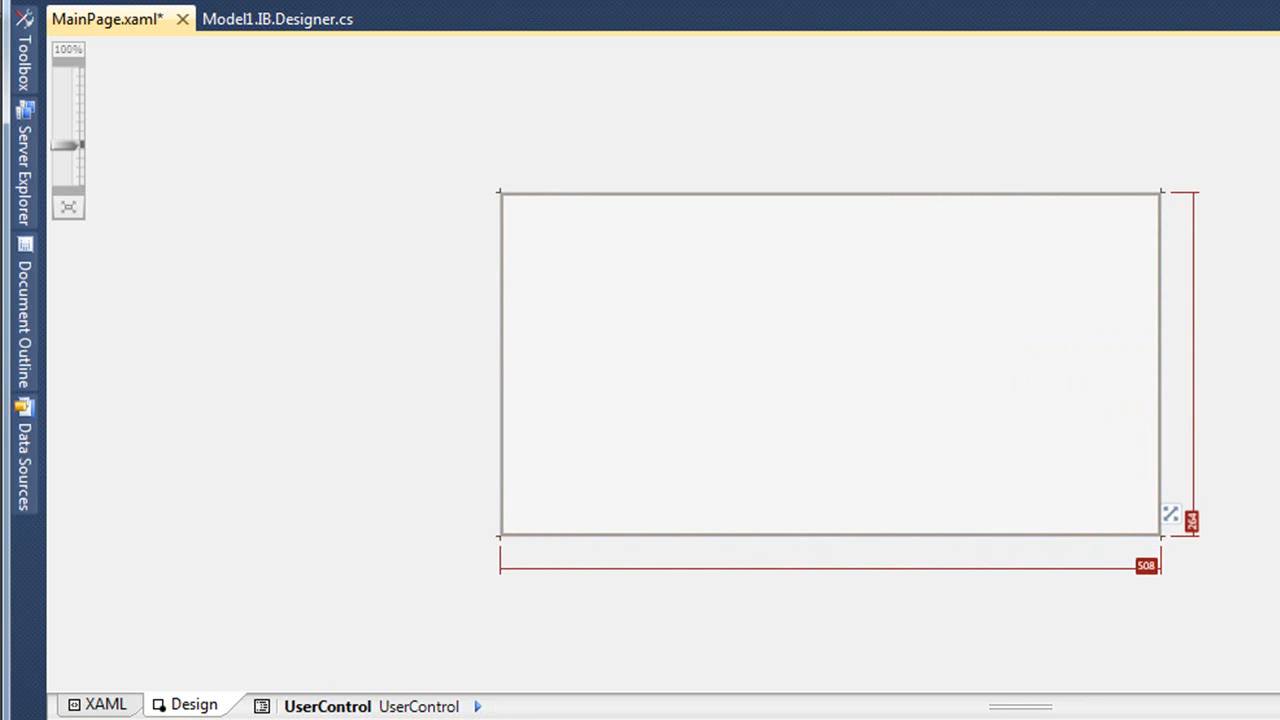 MainPage.xaml*
Model1.IB.Designer.cs
100%
Toolbox
Server Explorer
Document Outline
Data Sources
264
508
XAML
Design
UserControl UserControl